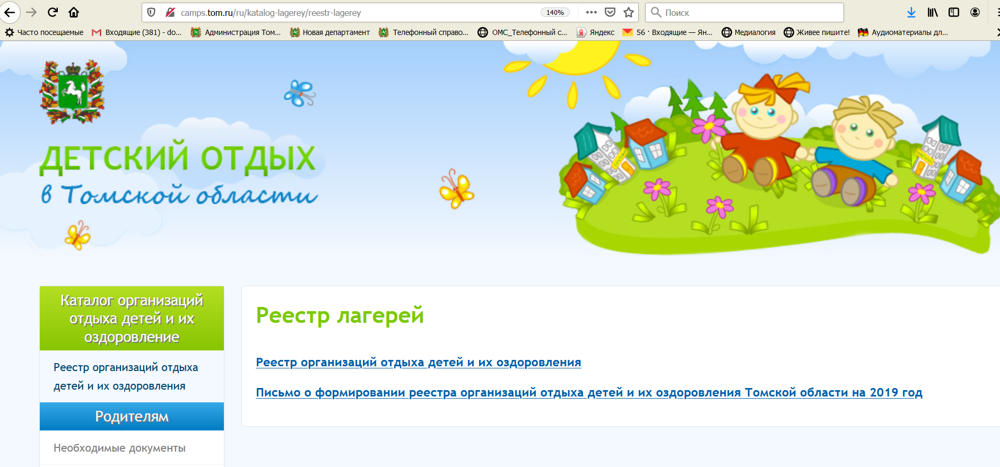 camps.tom.ru/ru/katalog-lagerey/reestr-lagerey
140%
Поиск
Часто посещаемые
Входящие (381) - do...
Администрация Том...
Новая департамент
Телефонный справо...
ОМС_Телефонный с...
Яндекс
56 · Входящие — Ян...
Медиалогия
Живее пишите!
Аудиоматериалы дл...
ДЕТСКИЙ ОТДЫХ
в Томской области
Каталог организаций
отдыха детей и их
оздоровление
Реестр организаций отдыха
детей и их оздоровления
Родителям
Необходимые документы
Реестр лагерей
Реестр организаций отдыха детей и их оздоровления
Письмо о формировании реестра организаций отдыха детей и их оздоровления Томской области на 2019 год